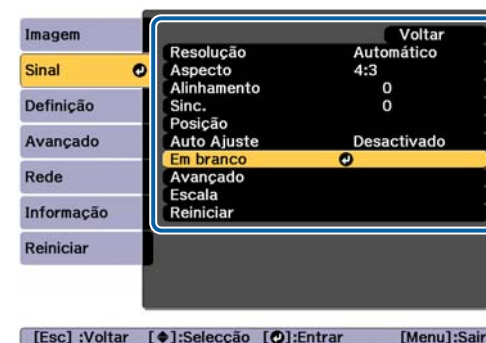 Imagem
Sinal
Definição
Avançado
Rede
Informação
Reiniciar
Voltar
Resolução Automático
Aspecto 4:3
Alinhamento 0
Sinc. 0
Posição
Auto Ajuste Desactivado
Em branco
Avançado
Escala
Reiniciar
[Esc] :Voltar [◆]:Selecção [↵]:Entrar [Menu]:Sair